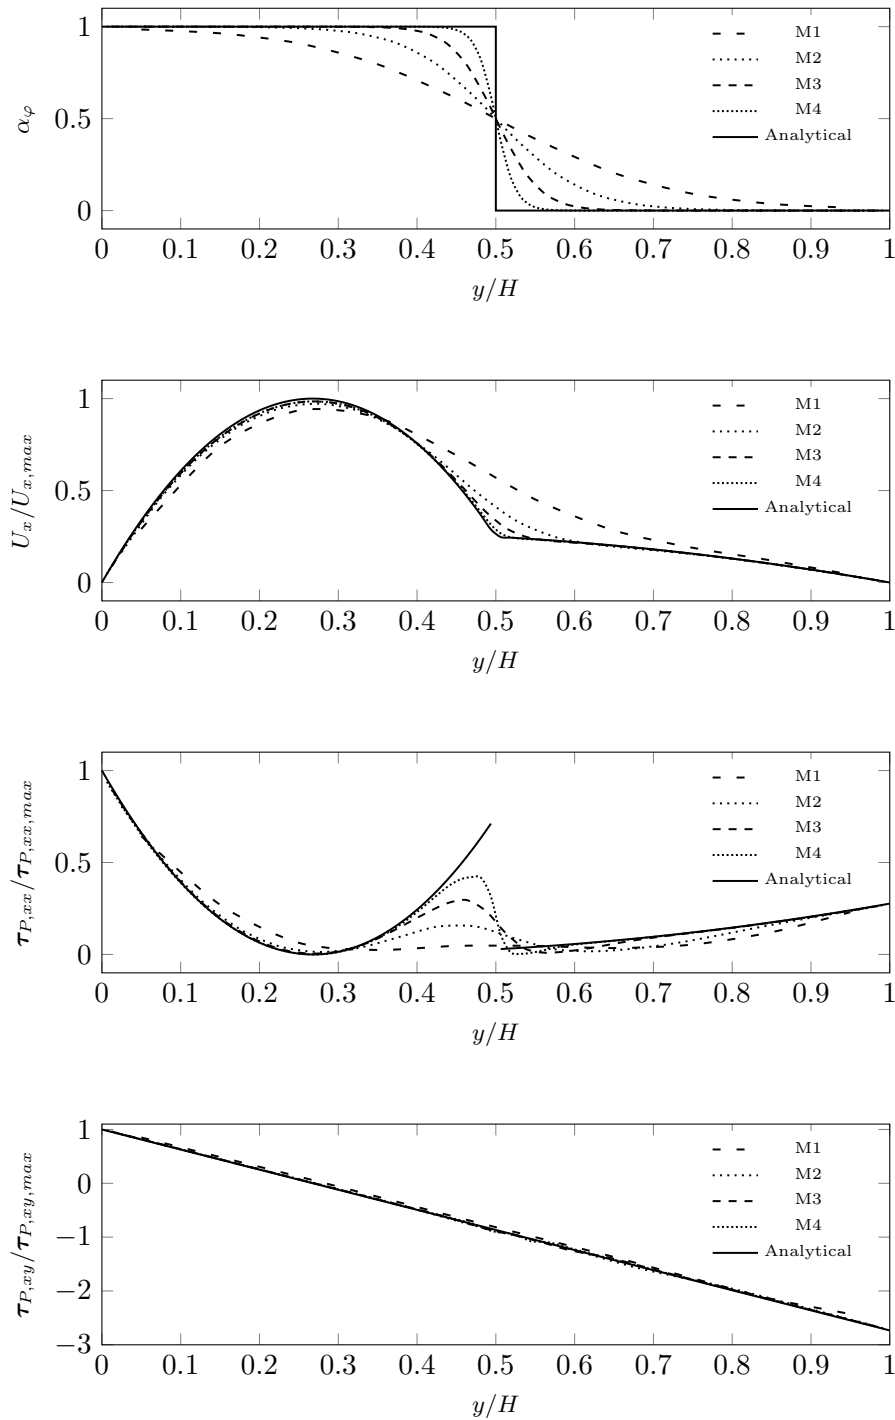 1
0.5
0
α_φ
M1
M2
M3
M4
Analytical
0 0.1 0.2 0.3 0.4 0.5 0.6 0.7 0.8 0.9 1
y/H
1
0.5
0
U_x/U_{x,max}
M1
M2
M3
M4
Analytical
0 0.1 0.2 0.3 0.4 0.5 0.6 0.7 0.8 0.9 1
y/H
1
0.5
0
τ_{P,xx}/τ_{P,xx,max}
M1
M2
M3
M4
Analytical
0 0.1 0.2 0.3 0.4 0.5 0.6 0.7 0.8 0.9 1
y/H
1
0
−1
−2
−3
τ_{P,xy}/τ_{P,xy,max}
M1
M2
M3
M4
Analytical
0 0.1 0.2 0.3 0.4 0.5 0.6 0.7 0.8 0.9 1
y/H